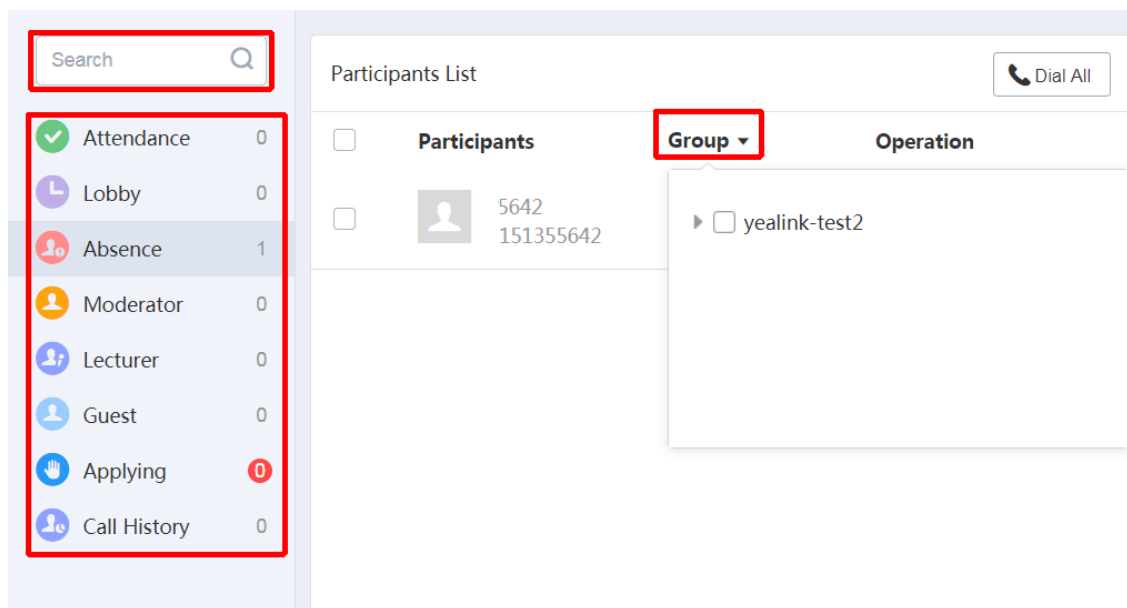 Search
Attendance 0
Lobby 0
Absence 1
Moderator 0
Lecturer 0
Guest 0
Applying 0
Call History 0
Participants List
Dial All
Participants Group Operation
5642
151355642
yealink-test2